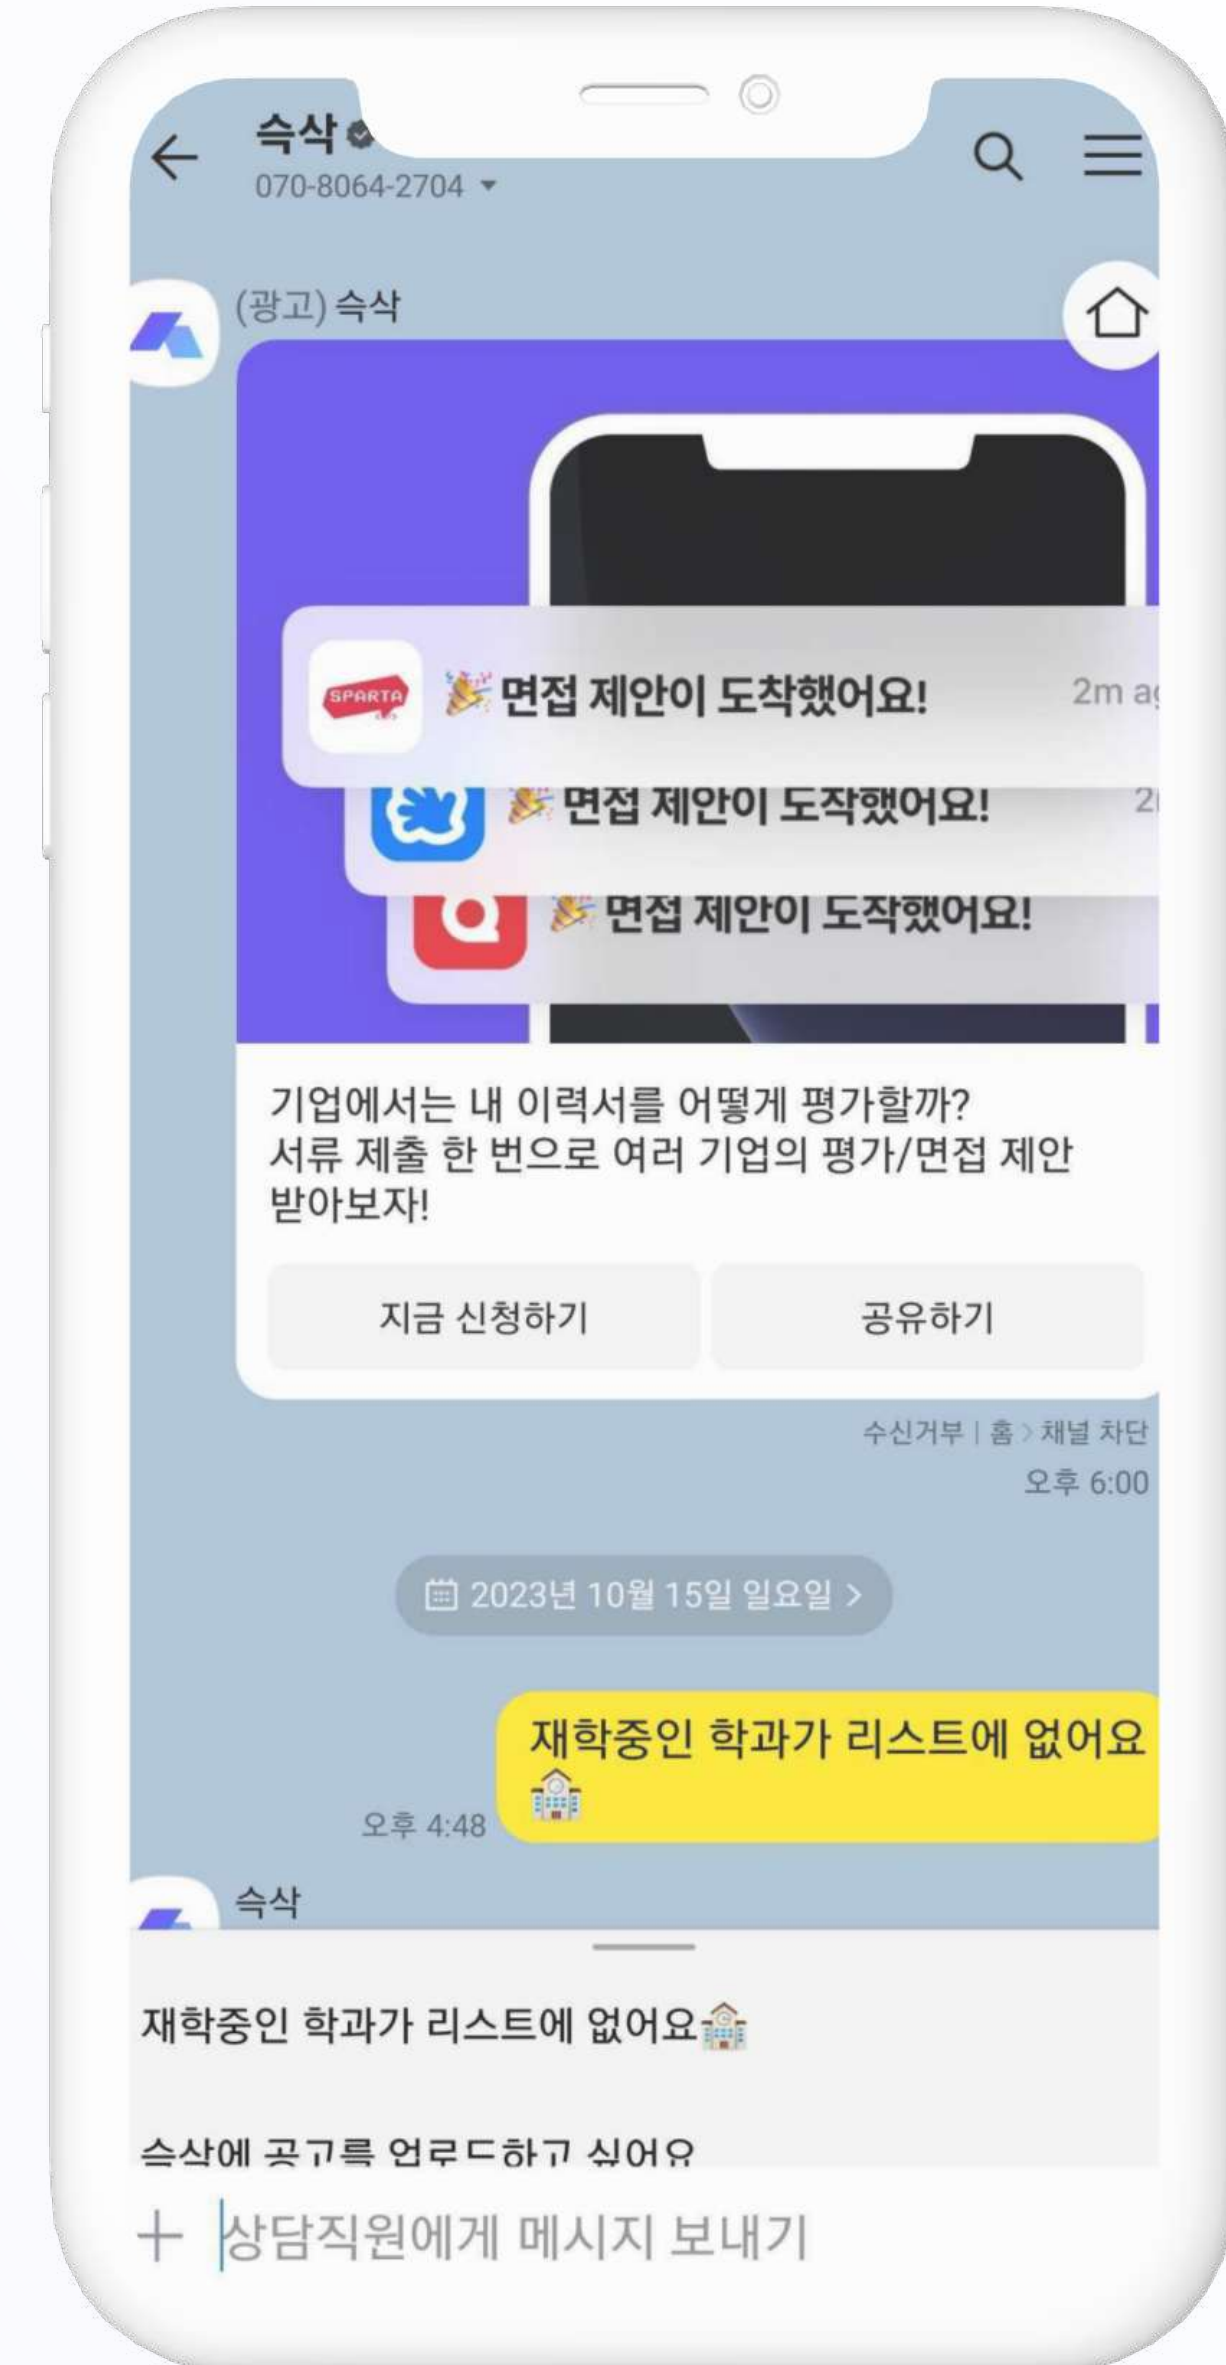 슥삭
070-8064-2704
(광고) 슥삭
SPARTA
🎉 면접 제안이 도착했어요!
2m
🎉 면접 제안이 도착했어요!
🎉 면접 제안이 도착했어요!
기업에서는 내 이력서를 어떻게 평가할까?
서류 제출 한 번으로 여러 기업의 평가/면접 제안
받아보자!
지금 신청하기
공유하기
수신거부 | 홈 > 채널 차단
오후 6:00
2023년 10월 15일 일요일 >
재학중인 학과가 리스트에 없어요
🏫
오후 4:48
슥삭
재학중인 학과가 리스트에 없어요🏫
슥삭에 공고를 업로드하고 싶어요
상담직원에게 메시지 보내기